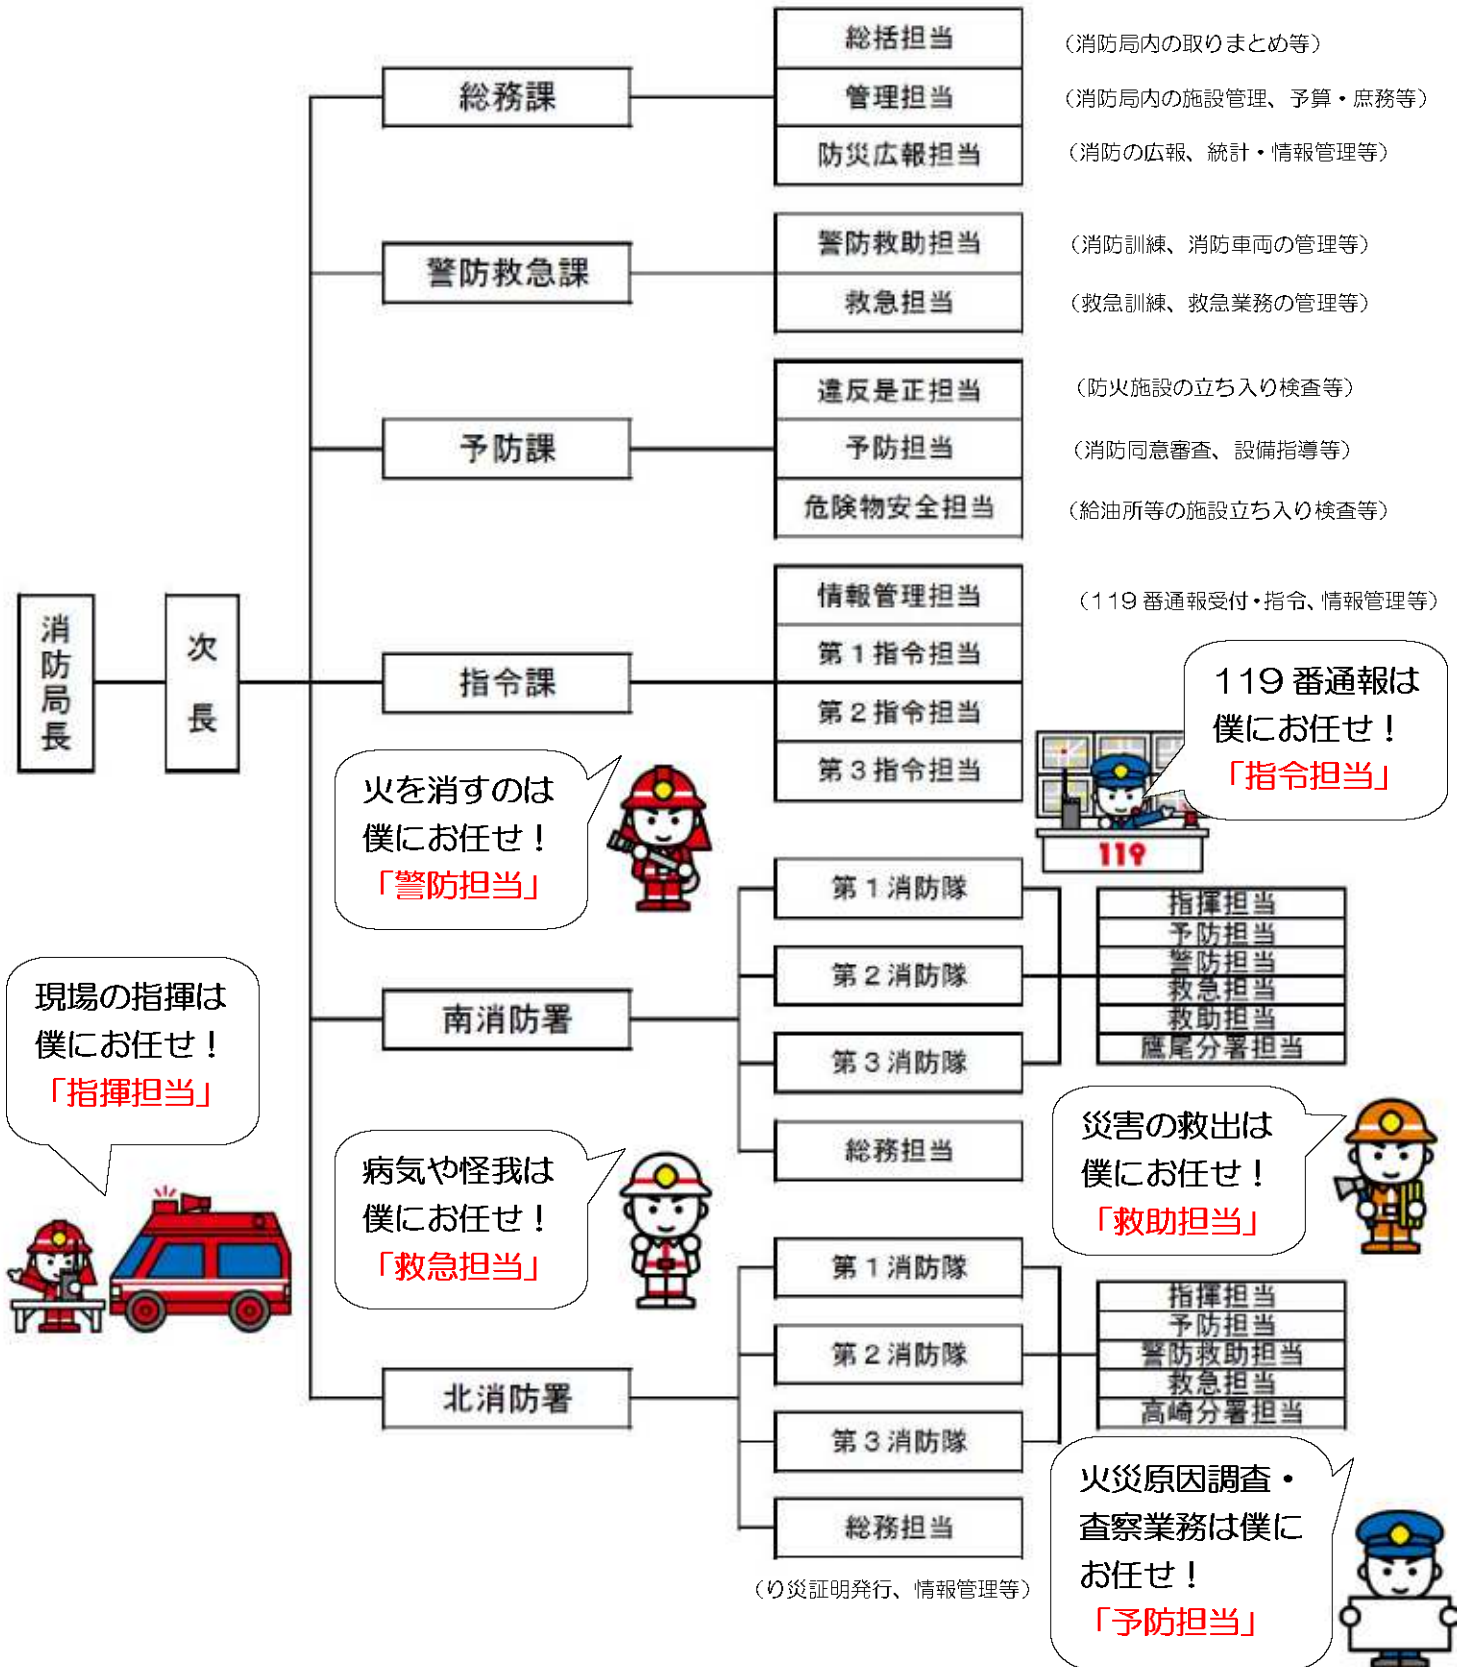 総括担当
(消防局内の取りまとめ等)
総務課
管理担当
(消防局内の施設管理、予算・庶務等)
防災広報担当
(消防の広報、統計・情報管理等)
警防救助担当
(消防訓練、消防車両の管理等)
警防救急課
救急担当
(救急訓練、救急業務の管理等)
違反是正担当
(防火施設の立ち入り検査等)
予防課
予防担当
(消防同意審査、設備指導等)
危険物安全担当
(給油所等の施設立ち入り検査等)
消防局長
次長
情報管理担当
(119番通報受付・指令、情報管理等)
第1指令担当
指令課
第2指令担当
第3指令担当
119番通報は
僕にお任せ!
「指令担当」
119
火を消すのは
僕にお任せ!
「警防担当」
第1消防隊
第2消防隊
南消防署
第3消防隊
総務担当
指揮担当
予防担当
警防担当
救急担当
救助担当
鷹尾分署担当
現場の指揮は
僕にお任せ!
「指揮担当」
病気や怪我は
僕にお任せ!
「救急担当」
災害の救出は
僕にお任せ!
「救助担当」
第1消防隊
第2消防隊
北消防署
第3消防隊
総務担当
(り災証明発行、情報管理等)
指揮担当
予防担当
警防救助担当
救急担当
高崎分署担当
火災原因調査・
査察業務は僕に
お任せ!
「予防担当」